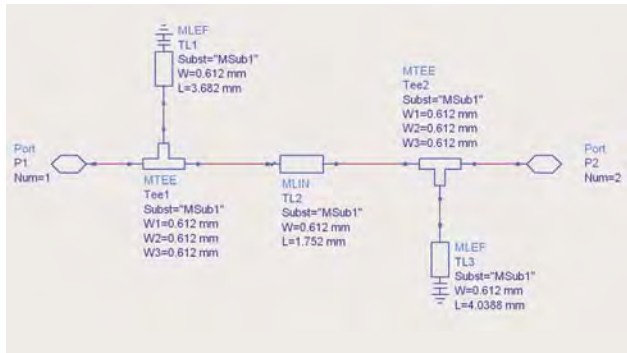 MLEF
TL1
Subst="MSub1"
W=0.612 mm
L=3.682 mm
MTEE
Tee2
Subst="MSub1"
W1=0.612 mm
W2=0.612 mm
W3=0.612 mm
Port
P1
Num=1
MTEE
Tee1
Subst="MSub1"
W1=0.612 mm
W2=0.612 mm
W3=0.612 mm
MLIN
TL2
Subst="MSub1"
W=0.612 mm
L=1.752 mm
Port
P2
Num=2
MLEF
TL3
Subst="MSub1"
W=0.612 mm
L=4.0388 mm